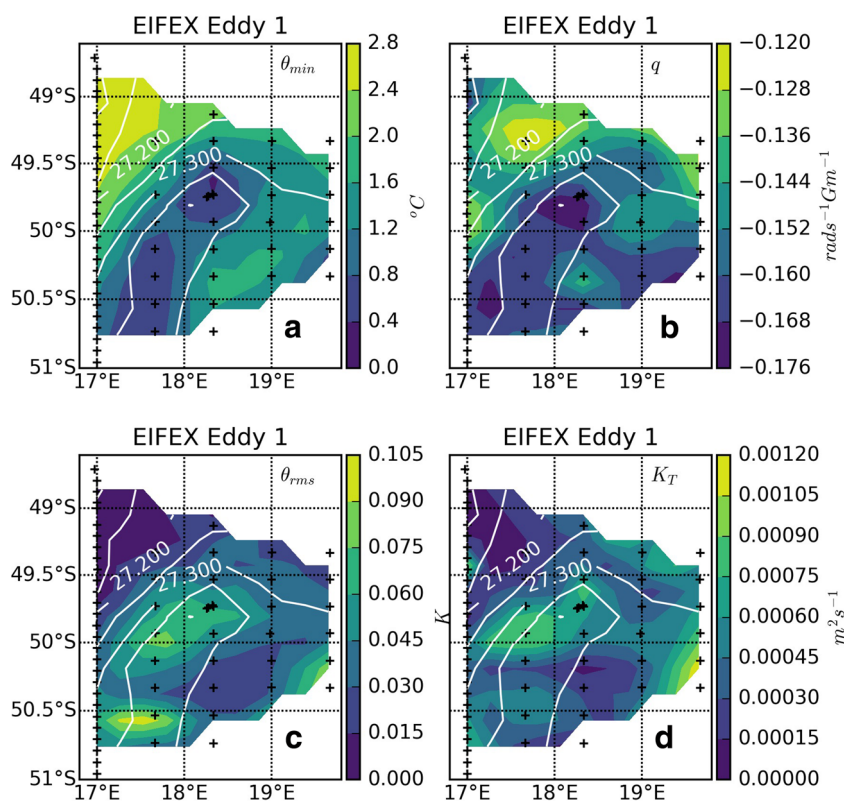 EIFEX Eddy 1
EIFEX Eddy 1
θmin
q
49°S
49.5°S
50°S
50.5°S
51°S
27.200
27.300
27.200
27.300
2.8
2.4
2.0
1.6
1.2
0.8
0.4
0.0
°C
−0.120
−0.128
−0.136
−0.144
−0.152
−0.160
−0.168
−0.176
rads⁻¹Gm⁻¹
a
b
17°E
18°E
19°E
17°E
18°E
19°E
EIFEX Eddy 1
EIFEX Eddy 1
θrms
K_T
49°S
49.5°S
50°S
50.5°S
51°S
27.200
27.300
27.200
27.300
0.105
0.090
0.075
0.060
0.045
0.030
0.015
0.000
K
0.00120
0.00105
0.00090
0.00075
0.00060
0.00045
0.00030
0.00015
0.00000
m²s⁻¹
c
d
17°E
18°E
19°E
17°E
18°E
19°E